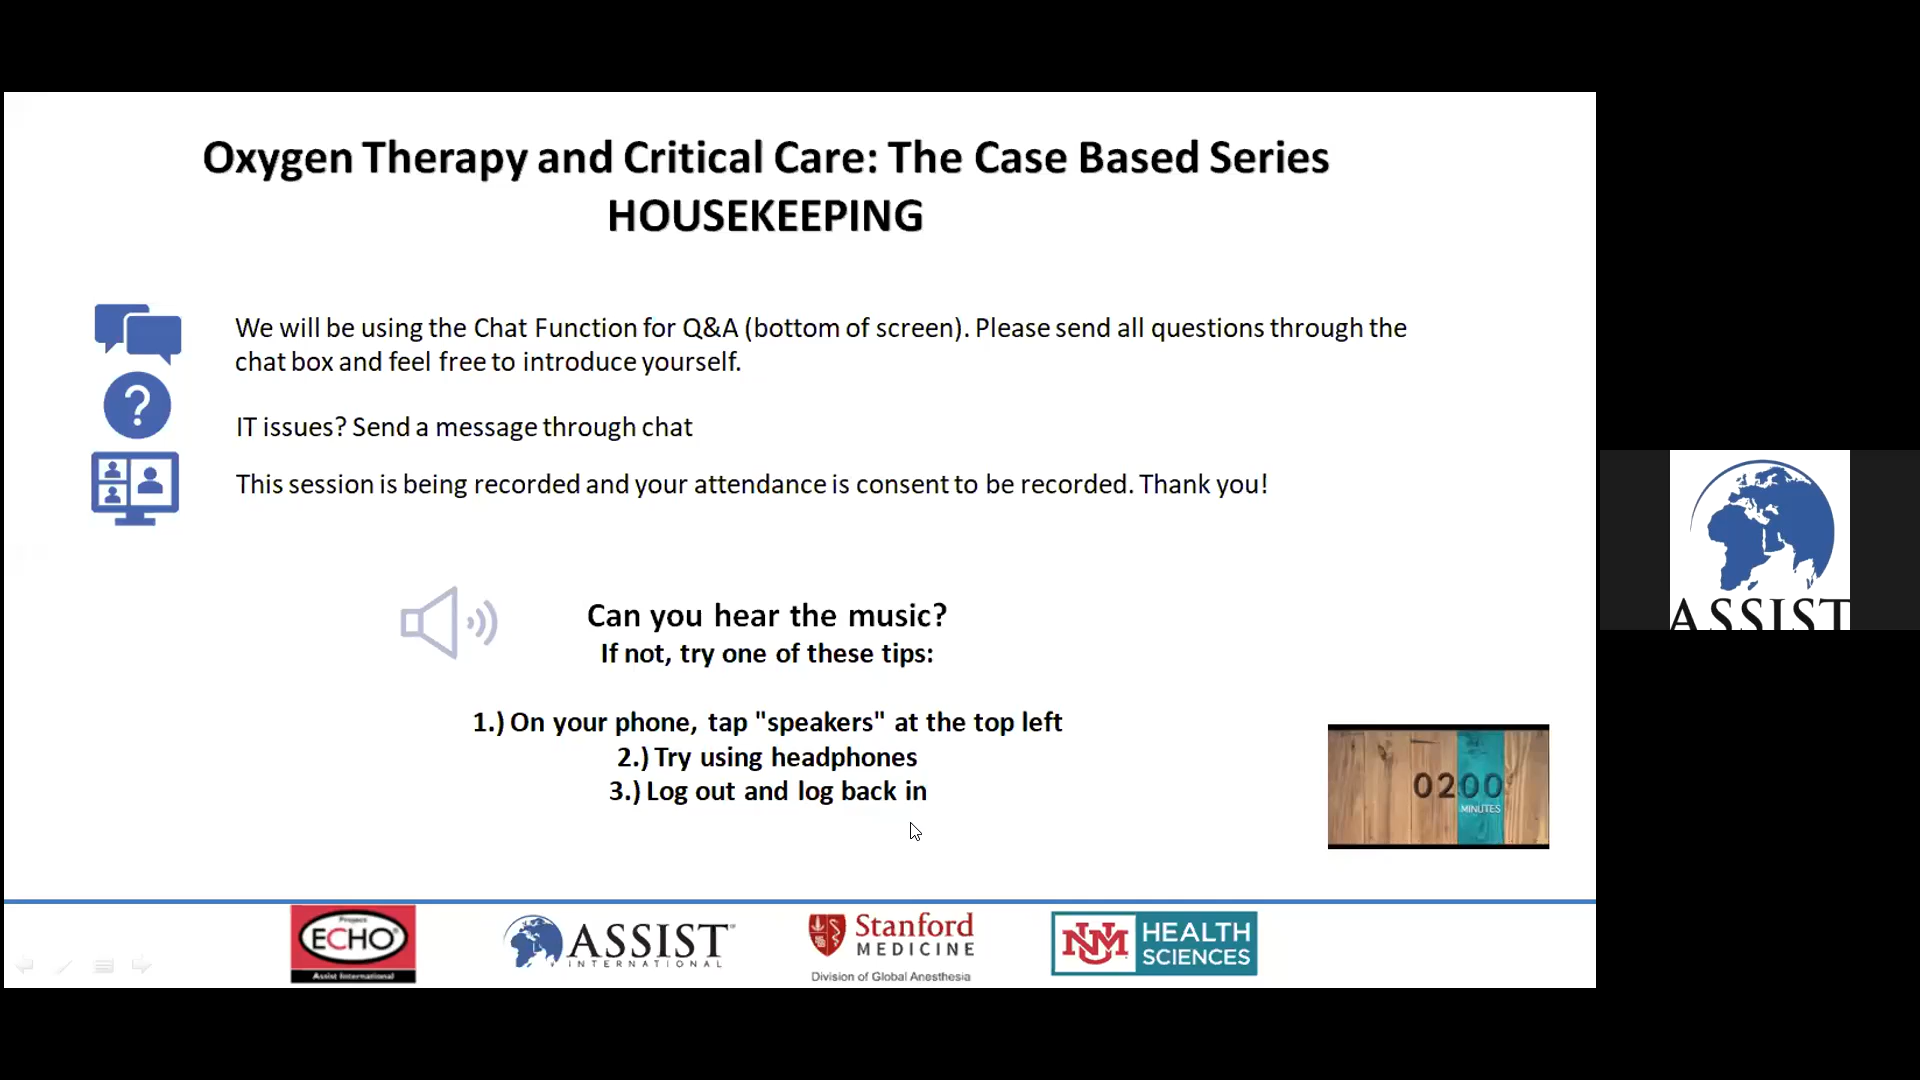 Oxygen Therapy and Critical Care: The Case Based Series
HOUSEKEEPING
We will be using the Chat Function for Q&A (bottom of screen). Please send all questions through the
chat box and feel free to introduce yourself.
?
IT issues? Send a message through chat
This session is being recorded and your attendance is consent to be recorded. Thank you!
Can you hear the music?
If not, try one of these tips:
1.) On your phone, tap "speakers" at the top left
2.) Try using headphones
3.) Log out and log back in
0200
MINUTES
ASSIST
Project
ECHO®
Assist International
ASSIST
INTERNATIONAL
Stanford
MEDICINE
Division of Global Anesthesia
UNM
HEALTH
SCIENCES